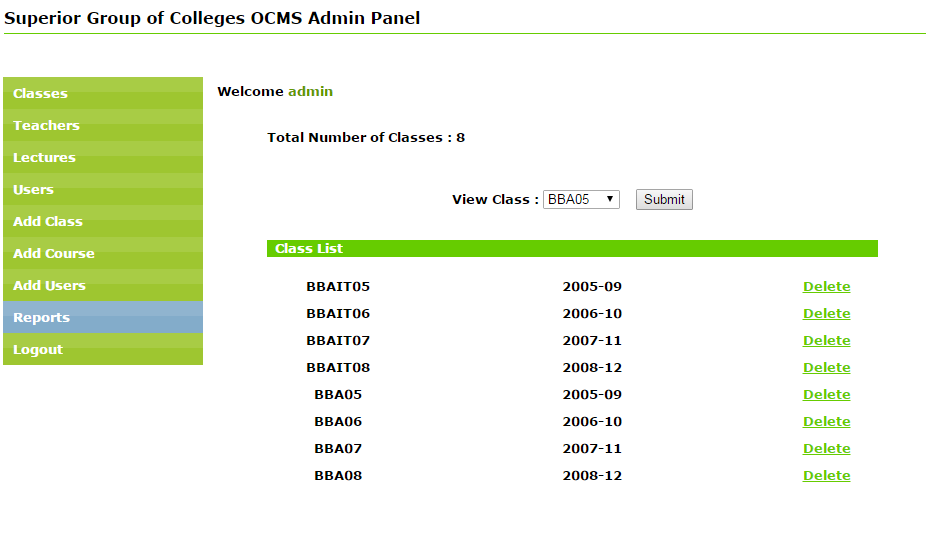 Superior Group of Colleges OCMS Admin Panel
Classes
Teachers
Lectures
Users
Add Class
Add Course
Add Users
Reports
Logout
Welcome admin
Total Number of Classes : 8
View Class : BBA05 Submit
Class List
BBAIT05 2005-09 Delete
BBAIT06 2006-10 Delete
BBAIT07 2007-11 Delete
BBAIT08 2008-12 Delete
BBA05 2005-09 Delete
BBA06 2006-10 Delete
BBA07 2007-11 Delete
BBA08 2008-12 Delete